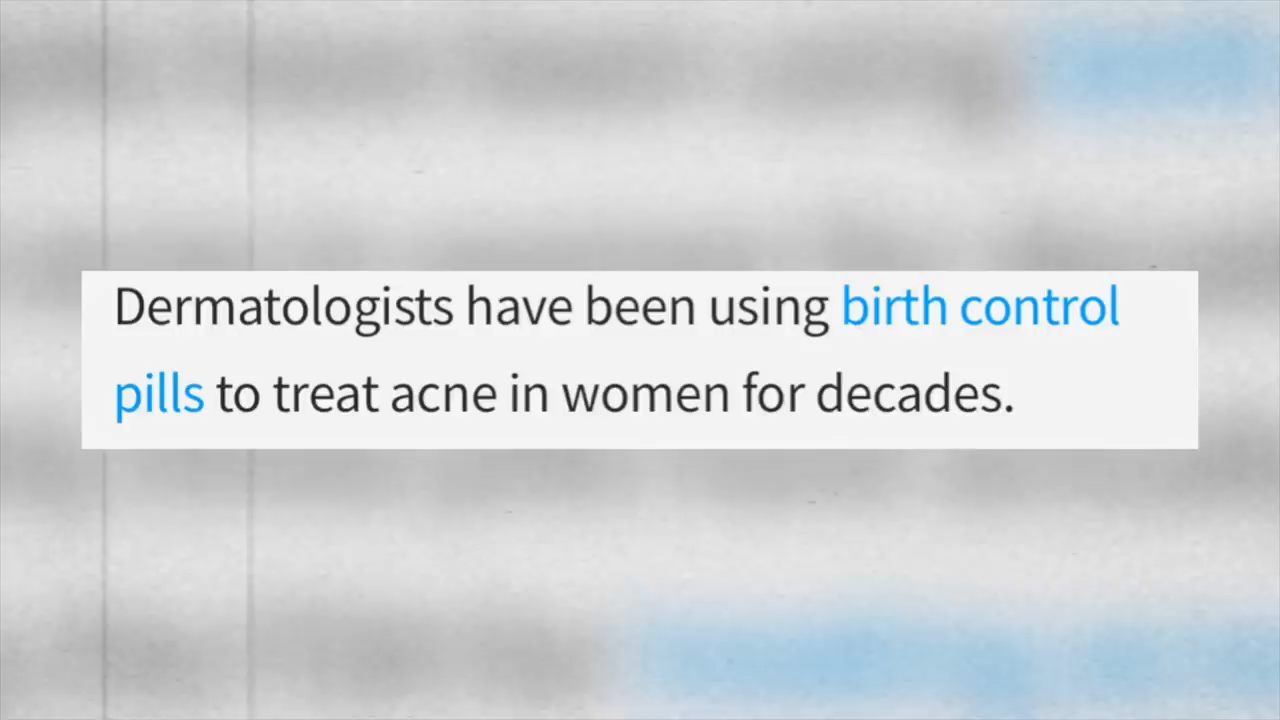 Dermatologists have been using birth control
pills to treat acne in women for decades.